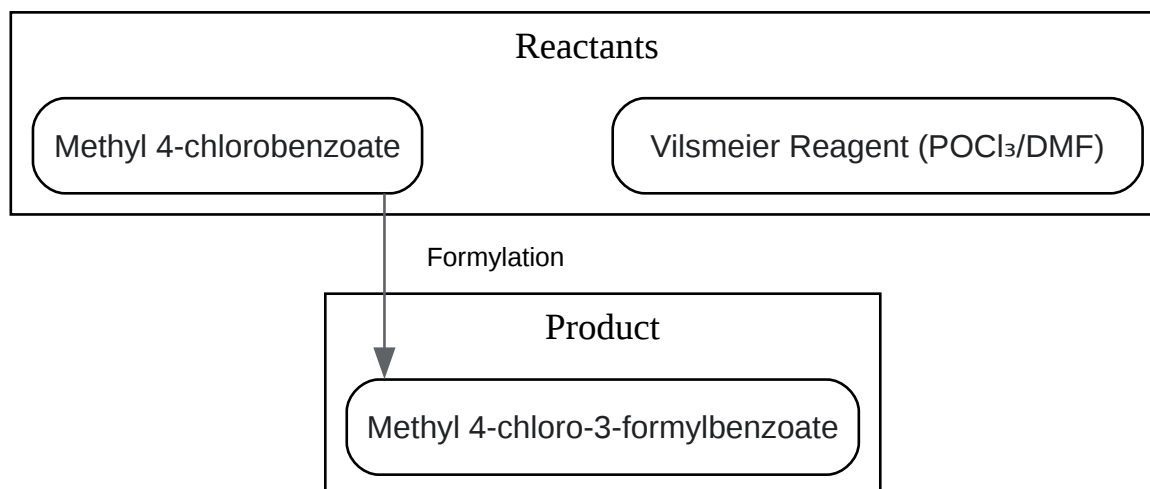 Reactants
Methyl 4-chlorobenzoate
Vilsmeier Reagent (POCl₃/DMF)
Formylation
Product
Methyl 4-chloro-3-formylbenzoate